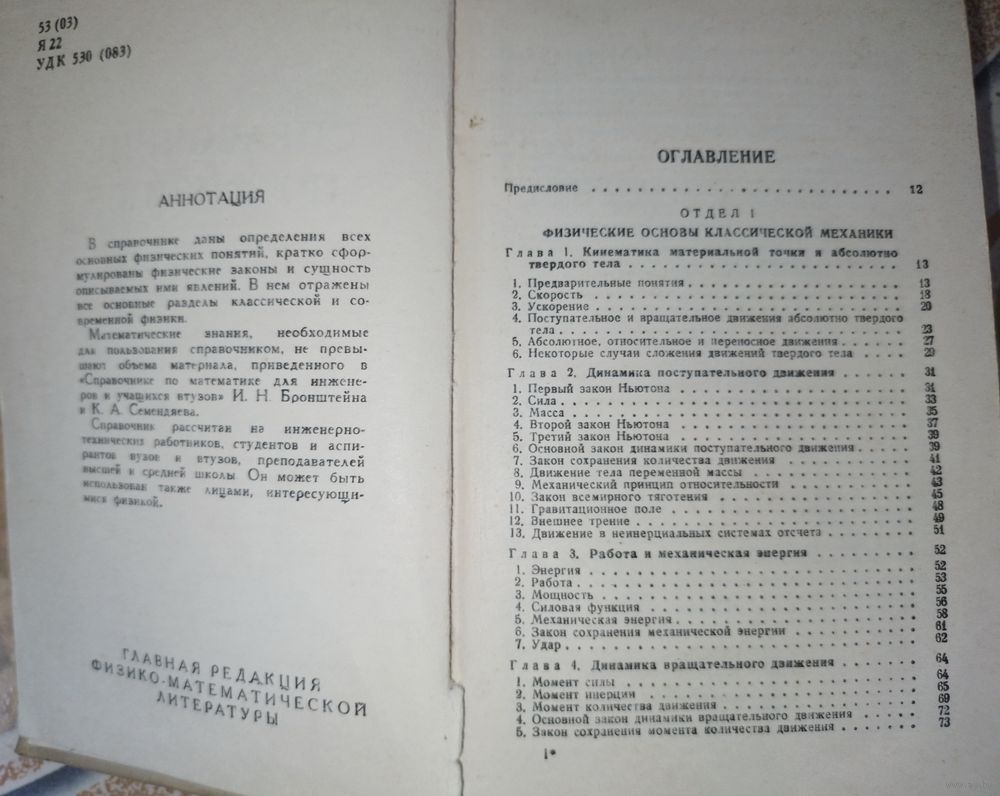 53 (03)
Я 22
УДК 530 (083)
АННОТАЦИЯ
В справочнике даны определения всех
основных физических понятий, кратко сфор-
мулированы физические законы и сущность
описываемых ими явлений. В нем отражены
все основные разделы классической и со-
временной физики.
Математические знания, необходимые
для пользования справочником, не превы-
шают объема материала, приведенного в
«Справочнике по математике для инжене-
ров и учащихся втузов» И. Н. Бронштейна
и К. А. Семендяева.
Справочник рассчитан на инженерно-
технических работников, студентов и аспи-
рантов вузов и втузов, преподавателей
высшей и средней школы Он может быть
использован также лицами, интересующи-
мися физикой.
ГЛАВНАЯ РЕДАКЦИЯ
ФИЗИКО-МАТЕМАТИЧЕСКОЙ
ЛИТЕРАТУРЫ
ОГЛАВЛЕНИЕ
Предисловие . . . . . . . . . . . . . . . . . . . . 12
ОТДЕЛ I
ФИЗИЧЕСКИЕ ОСНОВЫ КЛАССИЧЕСКОЙ МЕХАНИКИ
Глава 1. Кинематика материальной точки и абсолютно
твердого тела . . . . . . . . . . . . . . . . . . 13
1. Предварительные понятия . . . . . . . . . . . . . 13
2. Скорость . . . . . . . . . . . . . . . . . . . . 18
3. Ускорение . . . . . . . . . . . . . . . . . . . . 20
4. Поступательное и вращательное движения абсолютно твердого
тела . . . . . . . . . . . . . . . . . . . . . . 23
5. Абсолютное, относительное и переносное движения . . . . . 27
6. Некоторые случаи сложения движений твердого тела . . . . 29
Глава 2. Динамика поступательного движения . . . . . . 31
1. Первый закон Ньютона . . . . . . . . . . . . . . 31
2. Сила . . . . . . . . . . . . . . . . . . . . . . 33
3. Масса . . . . . . . . . . . . . . . . . . . . . 35
4. Второй закон Ньютона . . . . . . . . . . . . . . 37
5. Третий закон Ньютона . . . . . . . . . . . . . . 39
6. Основной закон динамики поступательного движения . . . . 39
7. Закон сохранения количества движения . . . . . . . . 41
8. Движение тела переменной массы . . . . . . . . . . 42
9. Механический принцип относительности . . . . . . . . 43
10. Закон всемирного тяготения . . . . . . . . . . . . 45
11. Гравитационное поле . . . . . . . . . . . . . . . 48
12. Внешнее трение . . . . . . . . . . . . . . . . . 49
13. Движение в неинерциальных системах отсчета . . . . . . 51
Глава 3. Работа и механическая энергия . . . . . . . . 52
1. Энергия . . . . . . . . . . . . . . . . . . . . . 52
2. Работа . . . . . . . . . . . . . . . . . . . . . 53
3. Мощность . . . . . . . . . . . . . . . . . . . . 55
4. Силовая функция . . . . . . . . . . . . . . . . . 56
5. Механическая энергия . . . . . . . . . . . . . . . 58
6. Закон сохранения механической энергии . . . . . . . . 61
7. Удар . . . . . . . . . . . . . . . . . . . . . . 62
Глава 4. Динамика вращательного движения . . . . . . . 64
1. Момент силы . . . . . . . . . . . . . . . . . . . 64
2. Момент инерции . . . . . . . . . . . . . . . . . 65
3. Момент количества движения . . . . . . . . . . . . 69
4. Основной закон динамики вращательного движения . . . . 72
5. Закон сохранения момента количества движения . . . . . 73
1*